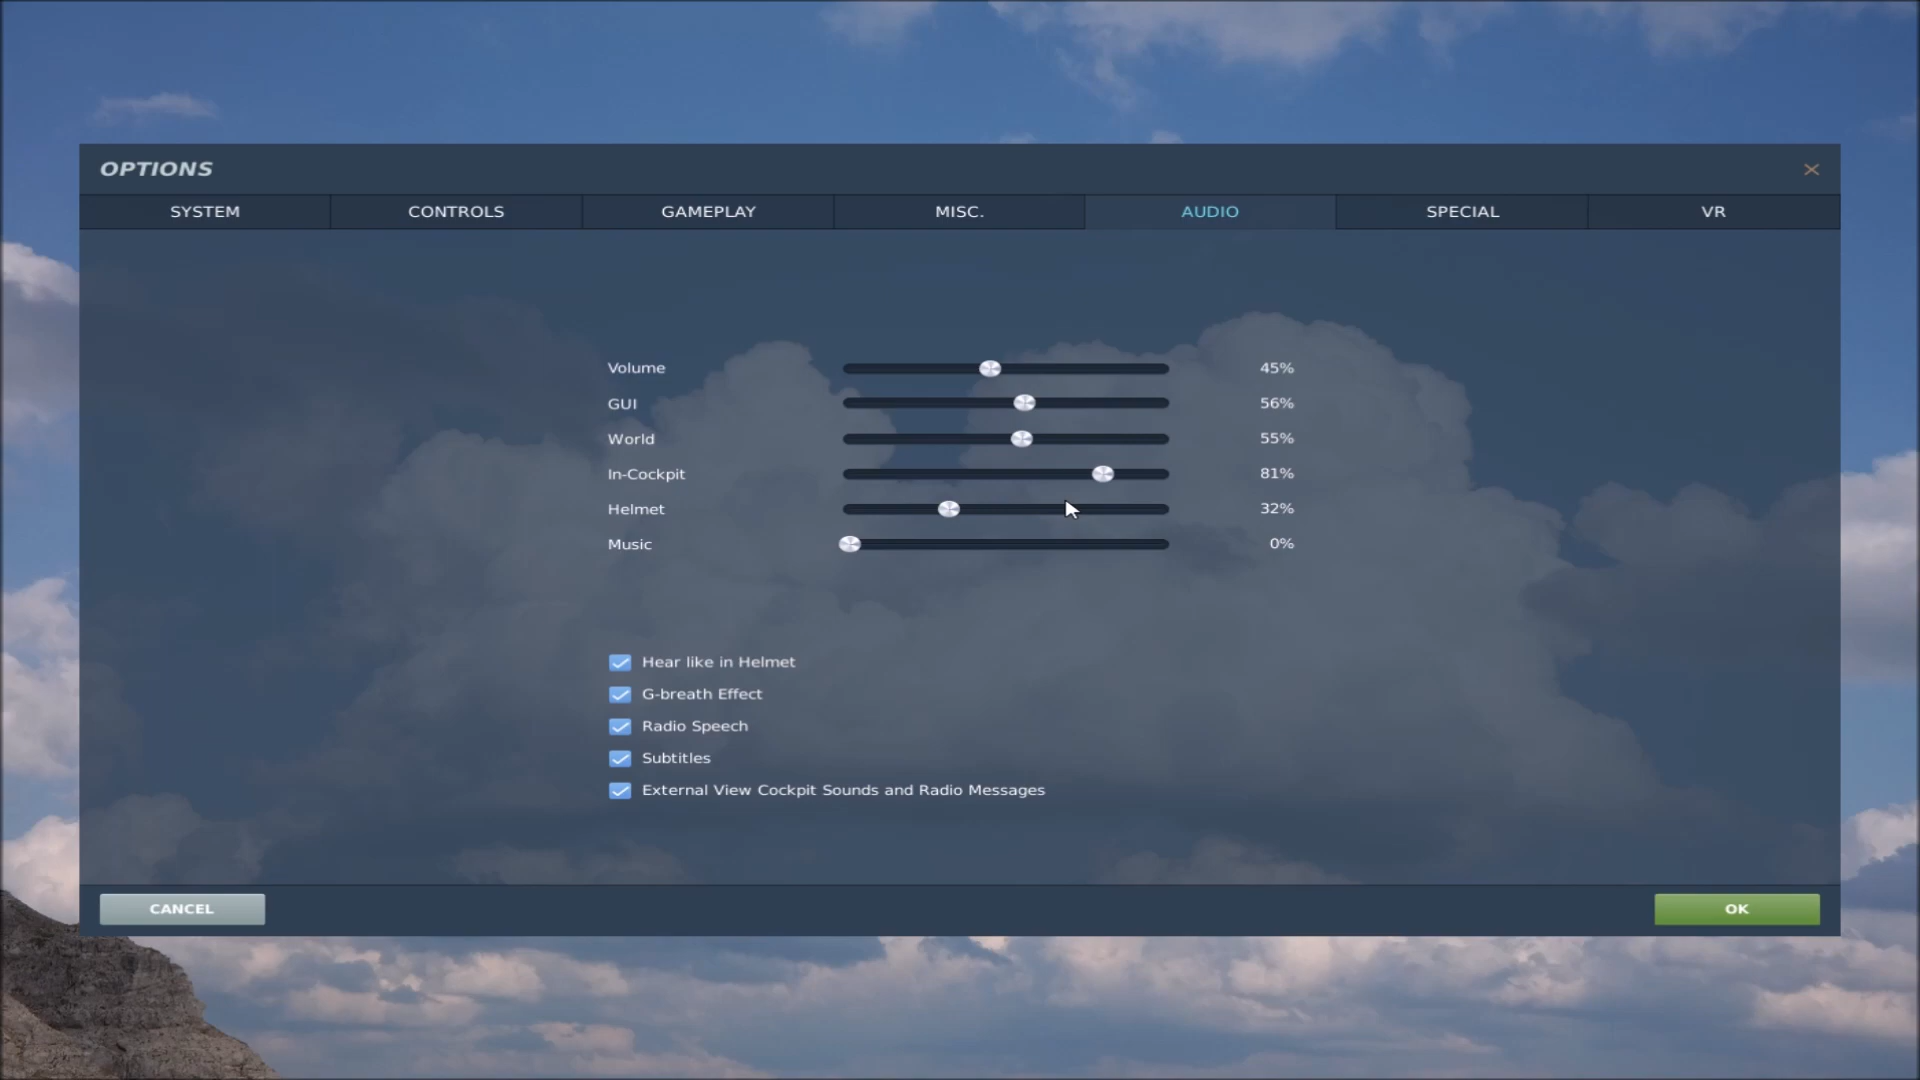 OPTIONS
SYSTEM CONTROLS GAMEPLAY MISC. AUDIO SPECIAL VR
Volume 45%
GUI 56%
World 55%
In-Cockpit 81%
Helmet 32%
Music 0%
Hear like in Helmet
G-breath Effect
Radio Speech
Subtitles
External View Cockpit Sounds and Radio Messages
CANCEL OK